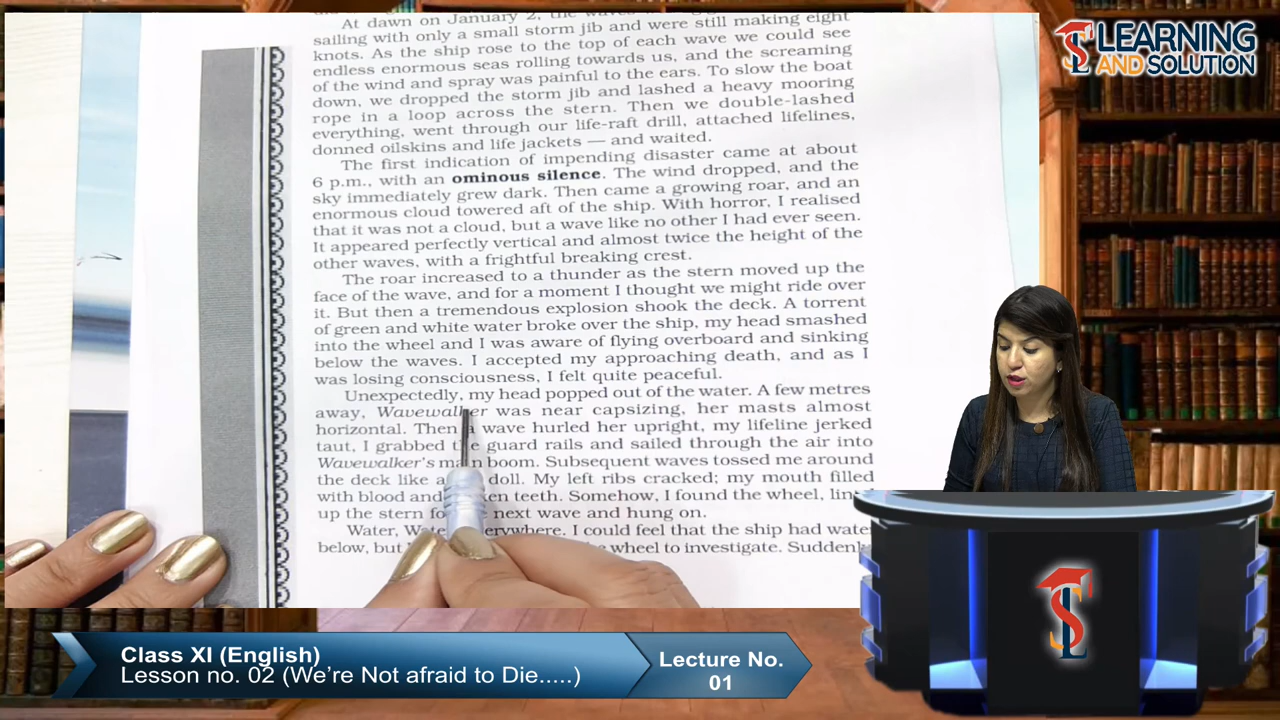 At dawn on January 2, the waves
sailing with only a small storm jib and were still making eight
knots. As the ship rose to the top of each wave we could see
endless enormous seas rolling towards us, and the screaming
of the wind and spray was painful to the ears. To slow the boat
down, we dropped the storm jib and lashed a heavy mooring
rope in a loop across the stern. Then we double-lashed
everything, went through our life-raft drill, attached lifelines,
donned oilskins and life jackets — and waited.
The first indication of impending disaster came at about
6 p.m., with an ominous silence. The wind dropped, and the
sky immediately grew dark. Then came a growing roar, and an
enormous cloud towered aft of the ship. With horror, I realised
that it was not a cloud, but a wave like no other I had ever seen.
It appeared perfectly vertical and almost twice the height of the
other waves, with a frightful breaking crest.
The roar increased to a thunder as the stern moved up the
face of the wave, and for a moment I thought we might ride over
it. But then a tremendous explosion shook the deck. A torrent
of green and white water broke over the ship, my head smashed
into the wheel and I was aware of flying overboard and sinking
below the waves. I accepted my approaching death, and as I
was losing consciousness, I felt quite peaceful.
Unexpectedly, my head popped out of the water. A few metres
away, Wavewalker was near capsizing, her masts almost
horizontal. Then a wave hurled her upright, my lifeline jerked
taut, I grabbed the guard rails and sailed through the air into
Wavewalker's main boom. Subsequent waves tossed me around
the deck like a doll. My left ribs cracked; my mouth filled
with blood and teeth. Somehow, I found the wheel, lined
up the stern next wave and hung on.
Water, I could feel that the ship had water
below, but wheel to investigate. Suddenly
LEARNING
AND SOLUTION
Class XI (English)
Lesson no. 02 (We're Not afraid to Die.....)
Lecture No.
01